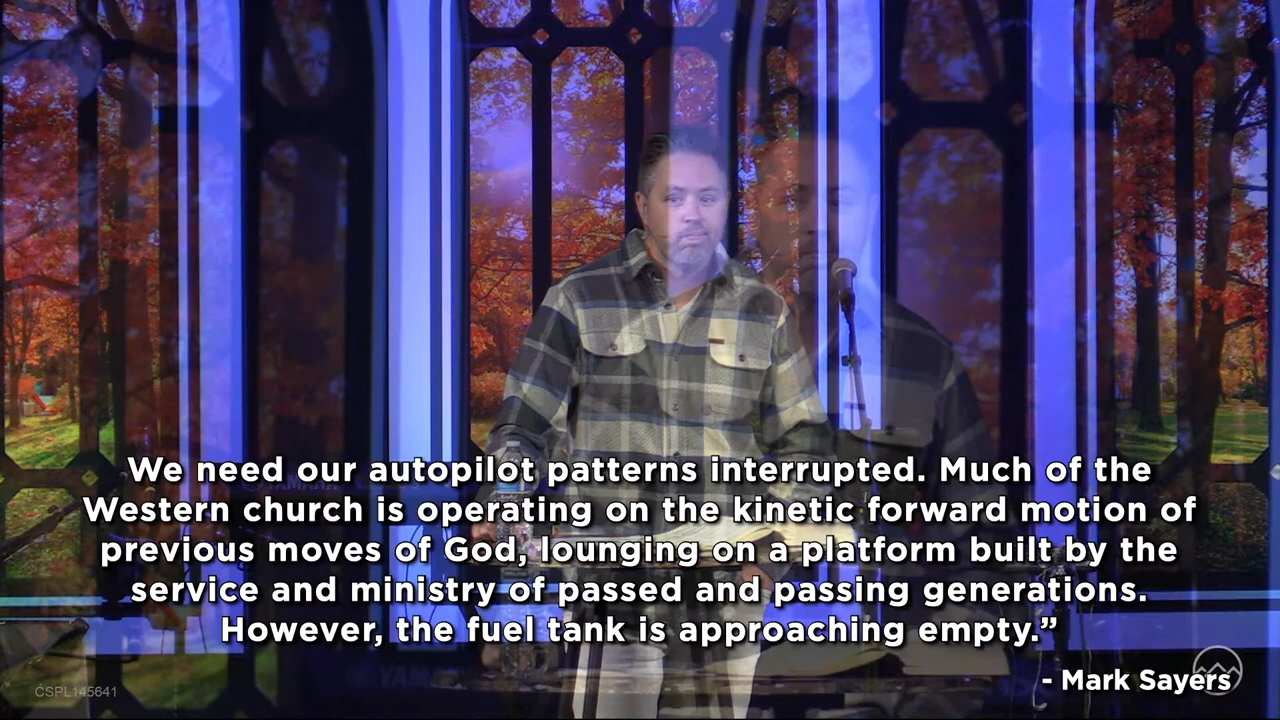 We need our autopilot patterns interrupted. Much of the
Western church is operating on the kinetic forward motion of
previous moves of God, lounging on a platform built by the
service and ministry of passed and passing generations.
However, the fuel tank is approaching empty.”
- Mark Sayers
CSPL145641